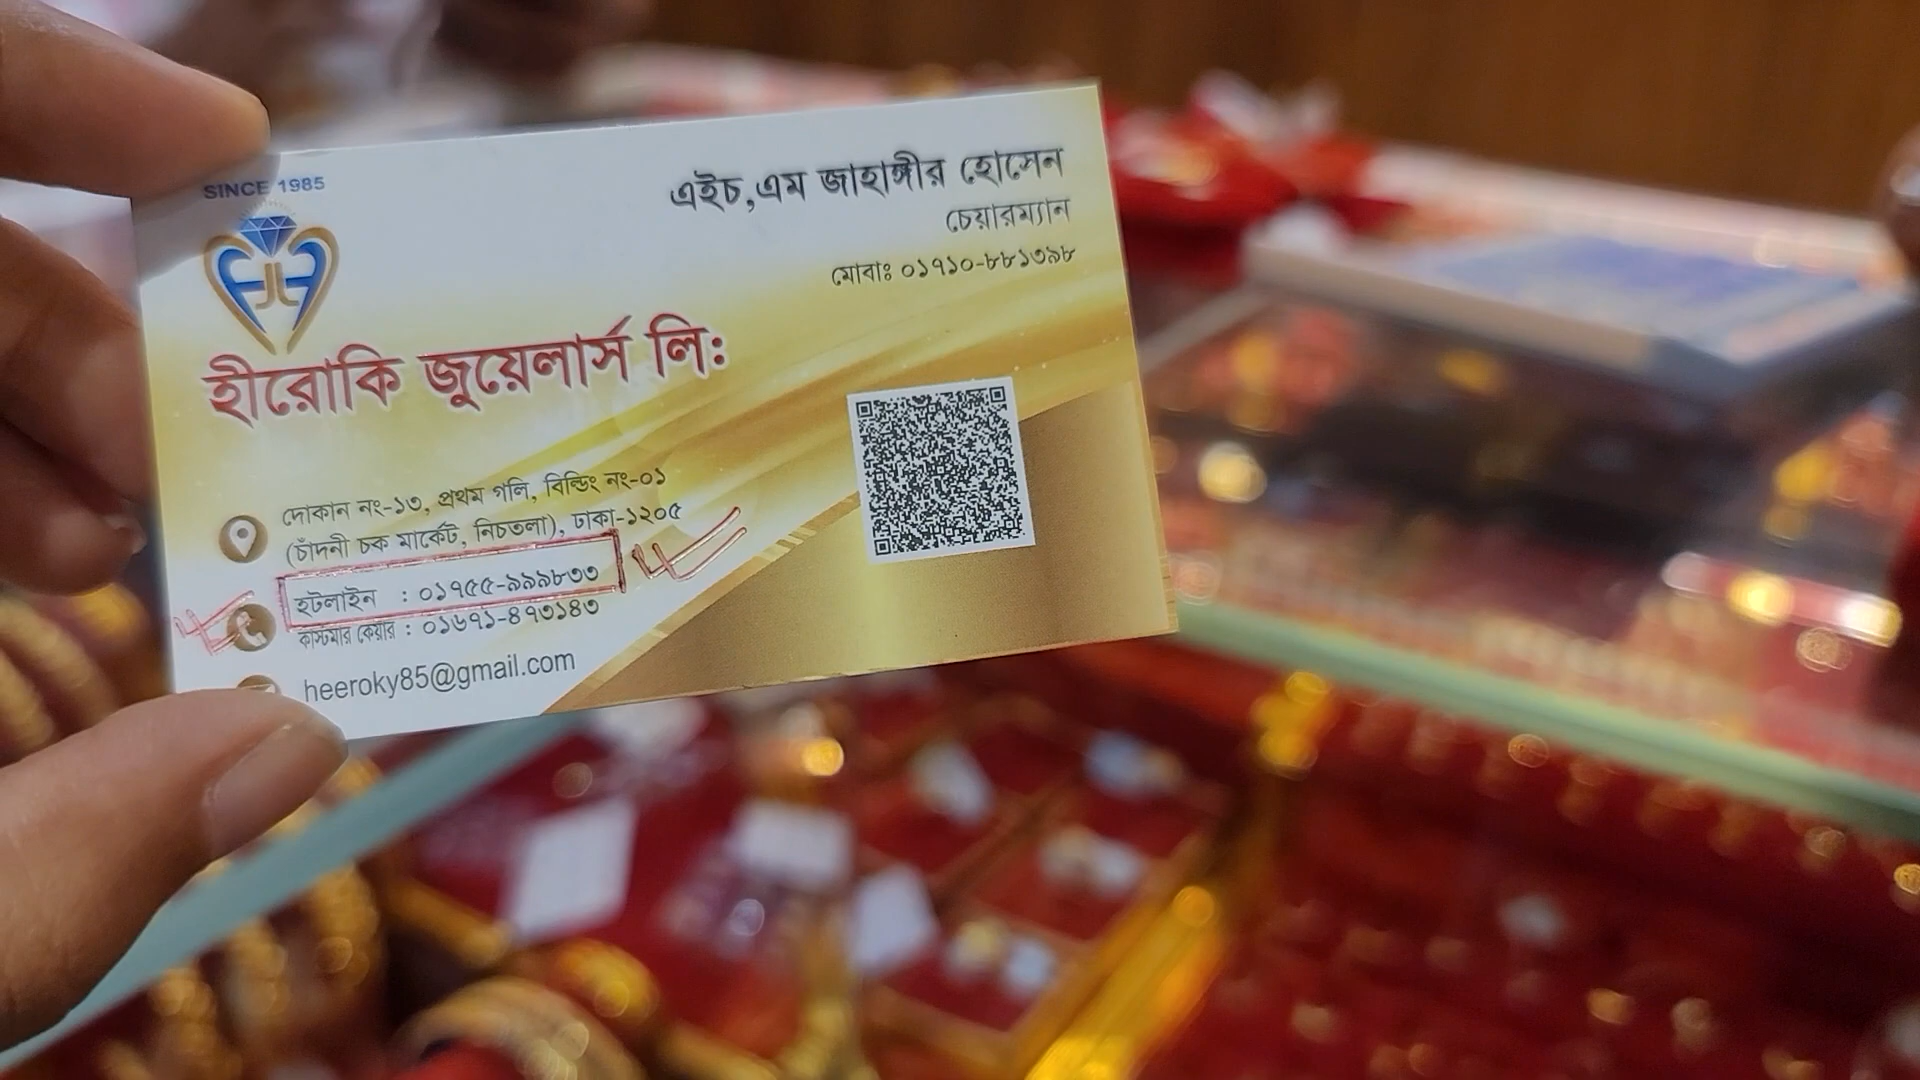 SINCE 1985
এইচ,এম জাহাঙ্গীর হোসেন
চেয়ারম্যান
মোবাঃ ০১৭১০-৮৮১৩৯৮
হীরোকি জুয়েলার্স লি:
দোকান নং-১৩, প্রথম গলি, বিল্ডিং নং-০১
(চাঁদনী চক মার্কেট, নিচতলা), ঢাকা-১২০৫
হটলাইন : ০১৭৫৫-৯৯৯৮৩৩
কাস্টমার কেয়ার : ০১৬৭১-৪৭৩১৪৩
heeroky85@gmail.com